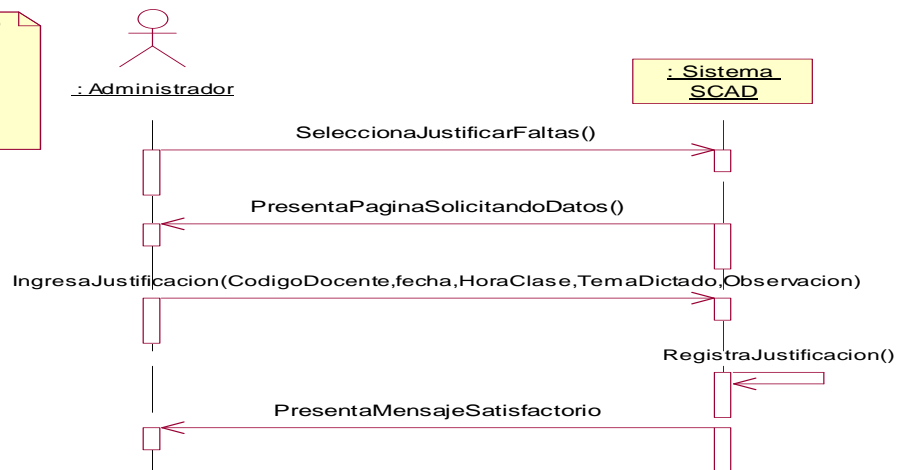 : Administrador
: Sistema
SCAD
SeleccionaJustificarFaltas()
PresentaPaginaSolicitandoDatos()
IngresaJustificacion(CodigoDocente,fecha,HoraClase,TemaDictado,Observacion)
RegistraJustificacion()
PresentaMensajeSatisfactorio